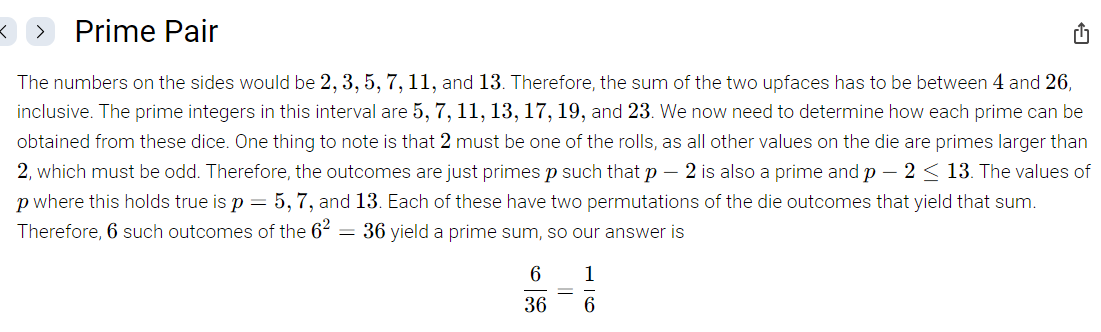 Prime Pair
The numbers on the sides would be 2, 3, 5, 7, 11, and 13. Therefore, the sum of the two upfaces has to be between 4 and 26,
inclusive. The prime integers in this interval are 5, 7, 11, 13, 17, 19, and 23. We now need to determine how each prime can be
obtained from these dice. One thing to note is that 2 must be one of the rolls, as all other values on the die are primes larger than
2, which must be odd. Therefore, the outcomes are just primes p such that p − 2 is also a prime and p − 2 ≤ 13. The values of
p where this holds true is p = 5, 7, and 13. Each of these have two permutations of the die outcomes that yield that sum.
Therefore, 6 such outcomes of the 6² = 36 yield a prime sum, so our answer is
6/36 = 1/6